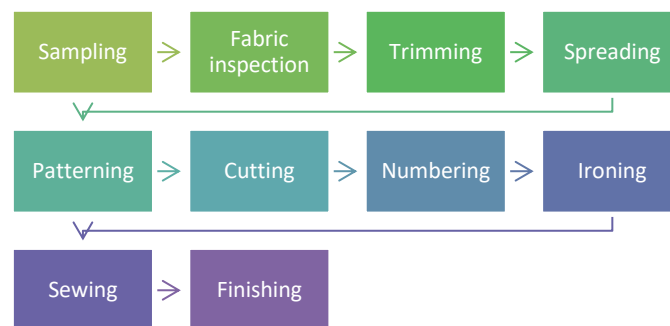 Sampling
Fabric
inspection
Trimming
Spreading
Patterning
Cutting
Numbering
Ironing
Sewing
Finishing